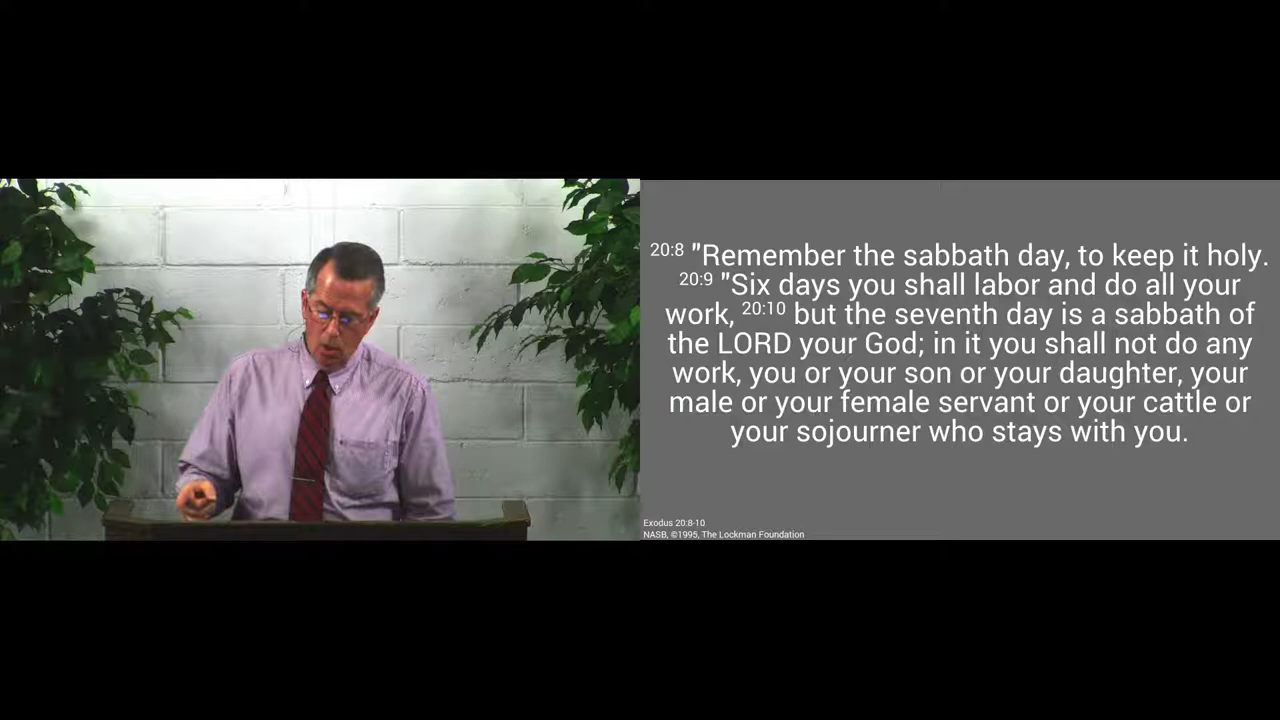 20:8 "Remember the sabbath day, to keep it holy.
20:9 "Six days you shall labor and do all your
work, 20:10 but the seventh day is a sabbath of
the LORD your God; in it you shall not do any
work, you or your son or your daughter, your
male or your female servant or your cattle or
your sojourner who stays with you.
Exodus 20:8-10
NASB, ©1995, The Lockman Foundation